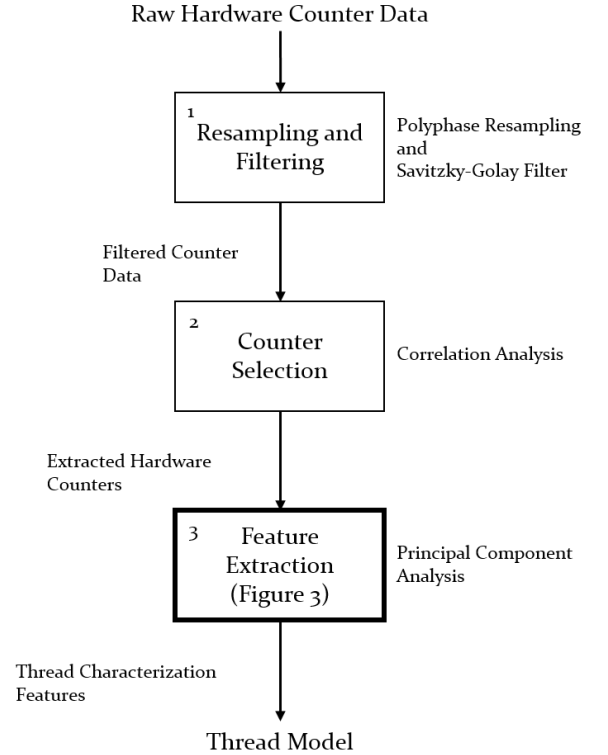 Raw Hardware Counter Data
1
Resampling and
Filtering
Polyphase Resampling
and
Savitzky-Golay Filter
Filtered Counter
Data
2
Counter
Selection
Correlation Analysis
Extracted Hardware
Counters
3
Feature
Extraction
(Figure 3)
Principal Component
Analysis
Thread Characterization
Features
Thread Model